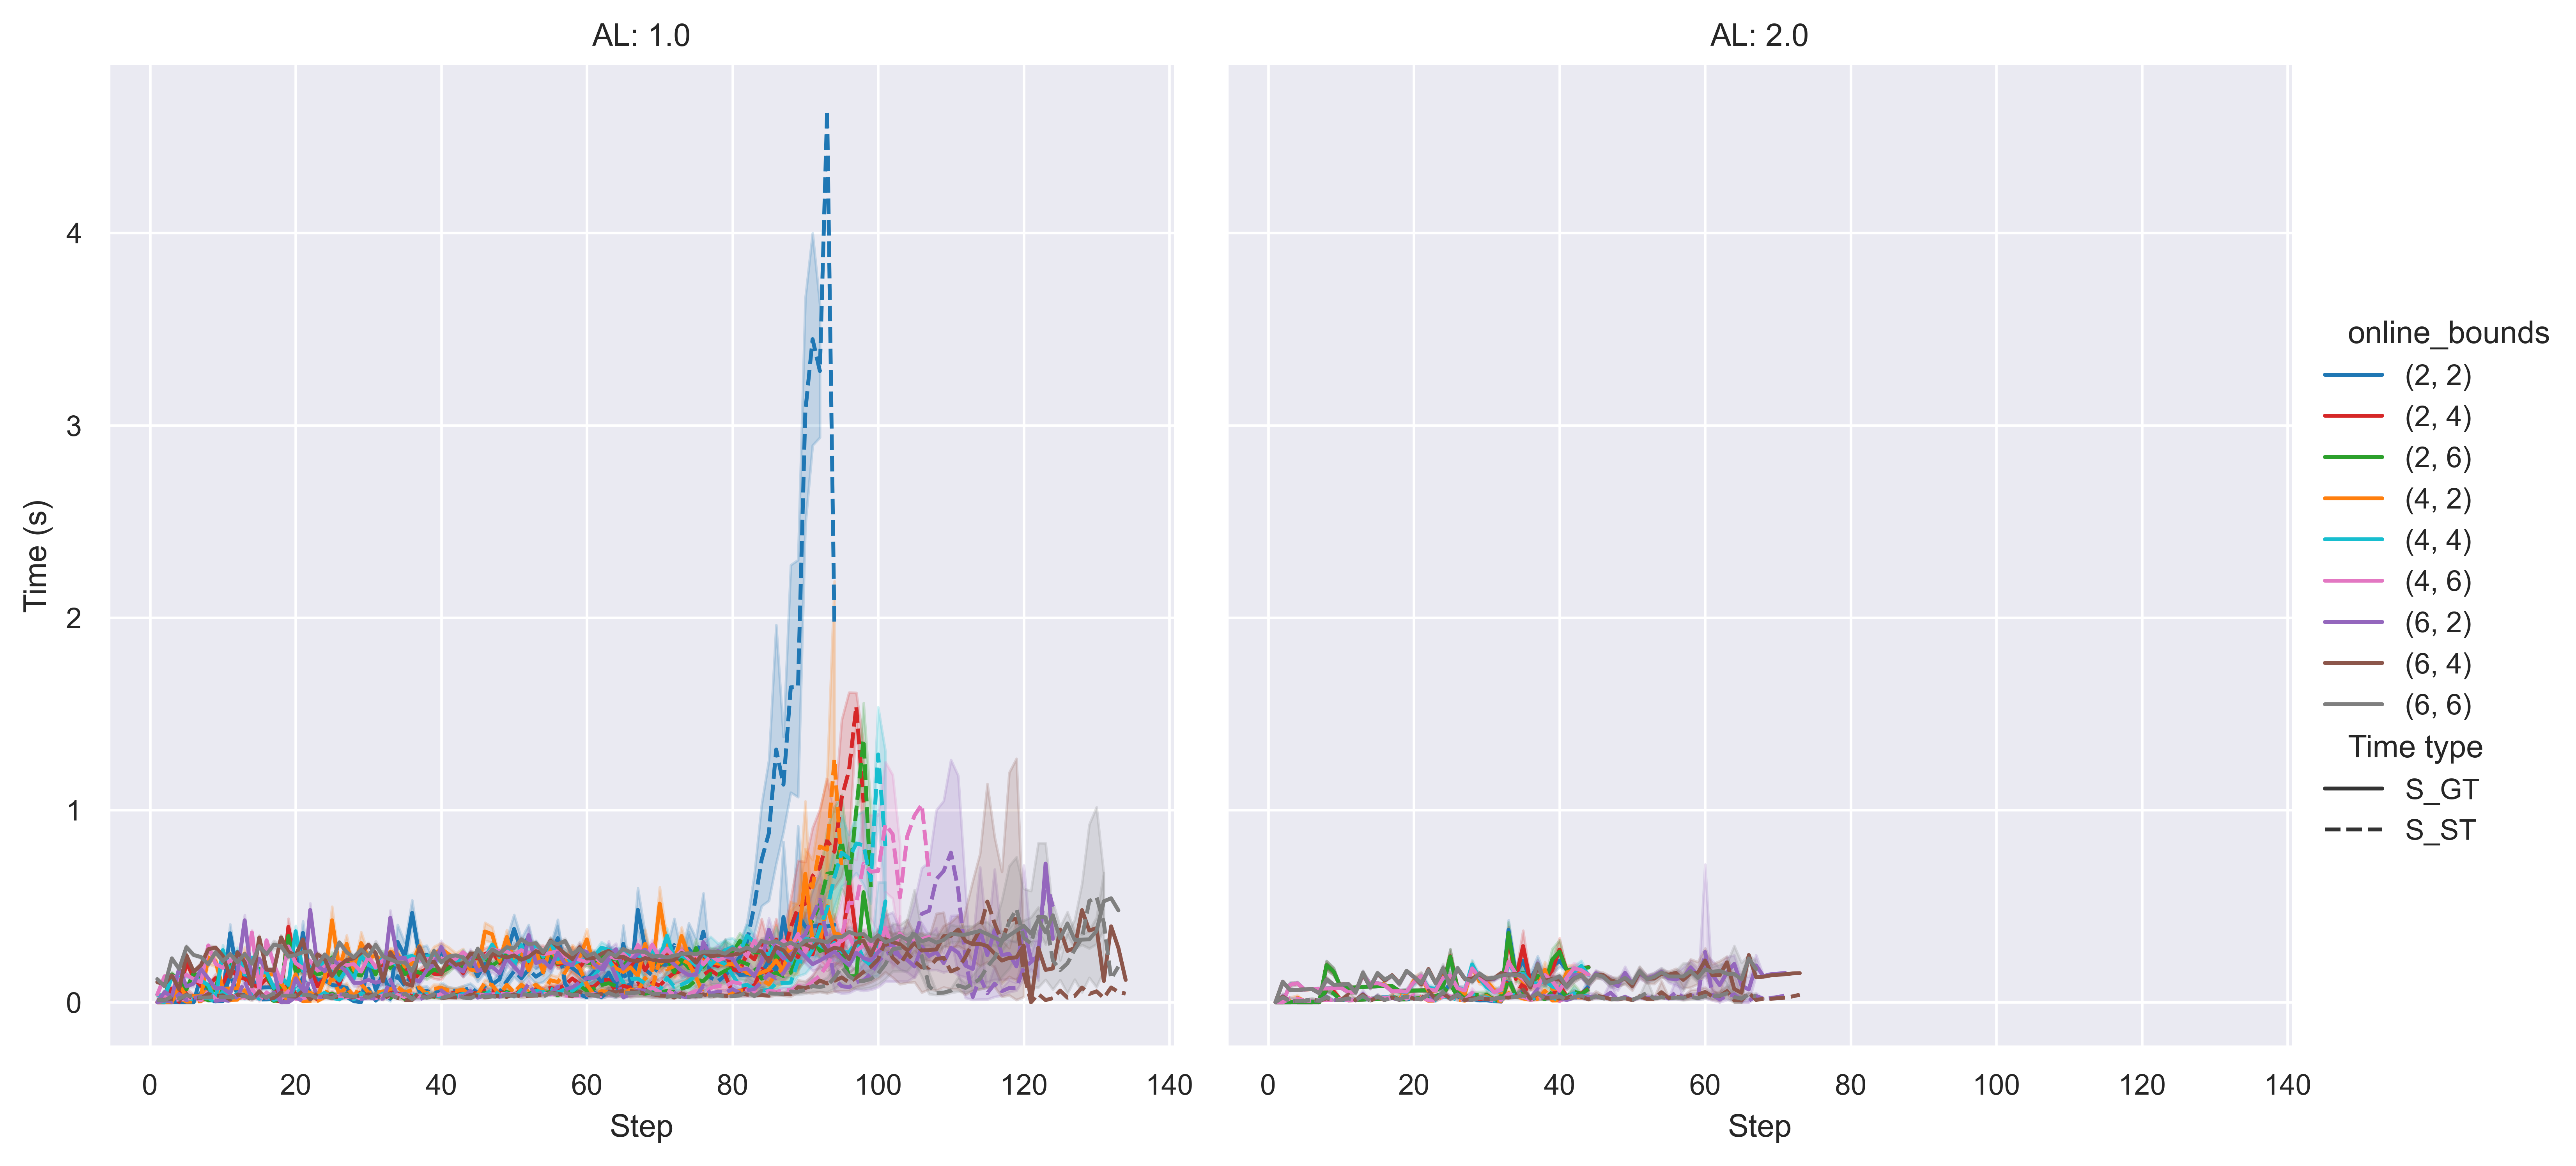 AL: 1.0
AL: 2.0
Time (s)
4
3
2
1
0
0 20 40 60 80 100 120 140
0 20 40 60 80 100 120 140
Step
Step
online_bounds
(2, 2)
(2, 4)
(2, 6)
(4, 2)
(4, 4)
(4, 6)
(6, 2)
(6, 4)
(6, 6)
Time type
S_GT
S_ST